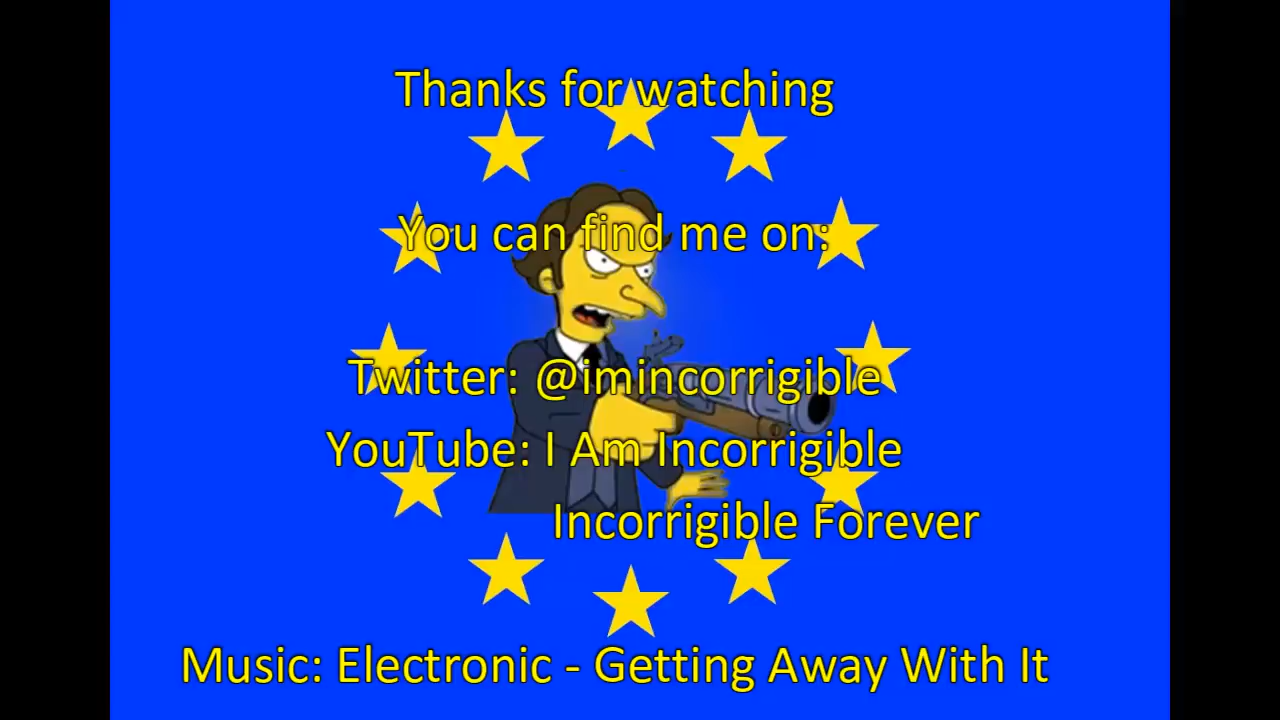 Thanks for watching
You can find me on:
Twitter: @imincorrigible
YouTube: I Am Incorrigible
Incorrigible Forever
Music: Electronic - Getting Away With It